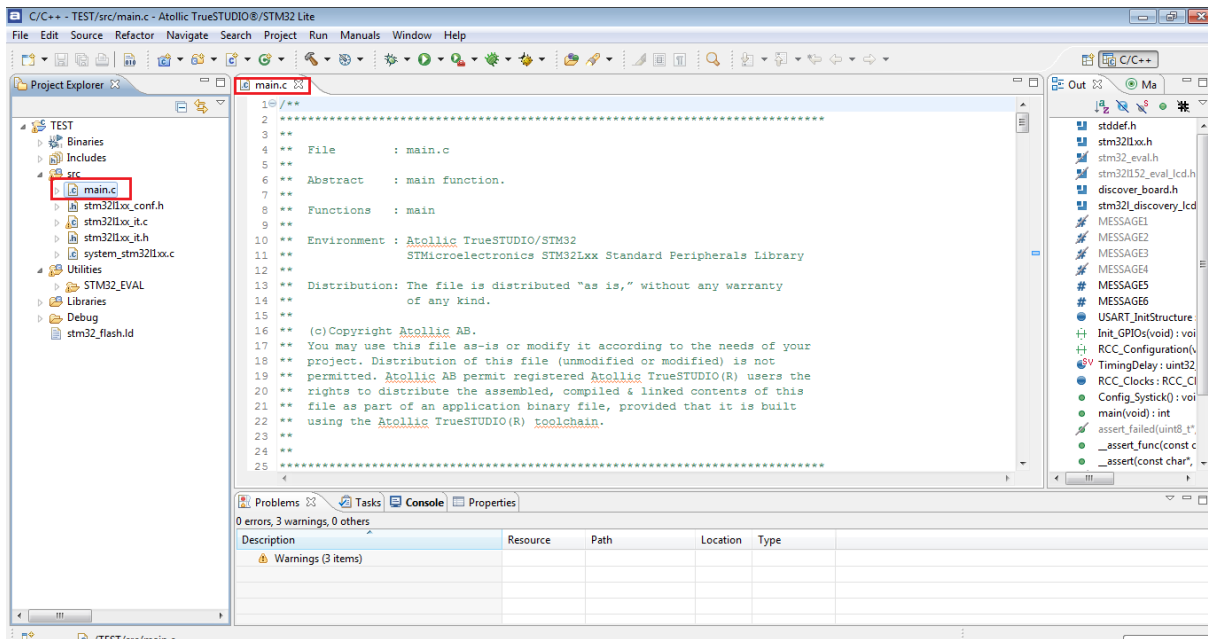 C/C++ - TEST/src/main.c - Atollic TrueSTUDIO®/STM32 Lite
File Edit Source Refactor Navigate Search Project Run Manuals Window Help
C/C++
Project Explorer
TEST
Binaries
Includes
src
main.c
stm32l1xx_conf.h
stm32l1xx_it.c
stm32l1xx_it.h
system_stm32l1xx.c
Utilities
STM32_EVAL
Libraries
Debug
stm32_flash.ld
main.c
1 /**
2 *****************************************************************************
3 **
4 ** File : main.c
5 **
6 ** Abstract : main function.
7 **
8 ** Functions : main
9 **
10 ** Environment : Atollic TrueSTUDIO/STM32
11 ** STMicroelectronics STM32Lxx Standard Peripherals Library
12 **
13 ** Distribution: The file is distributed “as is,” without any warranty
14 ** of any kind.
15 **
16 ** (c)Copyright Atollic AB.
17 ** You may use this file as-is or modify it according to the needs of your
18 ** project. Distribution of this file (unmodified or modified) is not
19 ** permitted. Atollic AB permit registered Atollic TrueSTUDIO(R) users the
20 ** rights to distribute the assembled, compiled & linked contents of this
21 ** file as part of an application binary file, provided that it is built
22 ** using the Atollic TrueSTUDIO(R) toolchain.
23 **
24 **
25 *****************************************************************************
Out Ma
stddef.h
stm32l1xx.h
stm32_eval.h
stm32l152_eval_lcd.h
discover_board.h
stm32l_discovery_lcd
MESSAGE1
MESSAGE2
MESSAGE3
MESSAGE4
MESSAGE5
MESSAGE6
USART_InitStructure :
Init_GPIOs(void) : voi
RCC_Configuration(v
TimingDelay : uint32_
RCC_Clocks : RCC_Cl
Config_Systick() : voi
main(void) : int
assert_failed(uint8_t*,
__assert_func(const c
__assert(const char*,
Problems Tasks Console Properties
0 errors, 3 warnings, 0 others
Description Resource Path Location Type
Warnings (3 items)